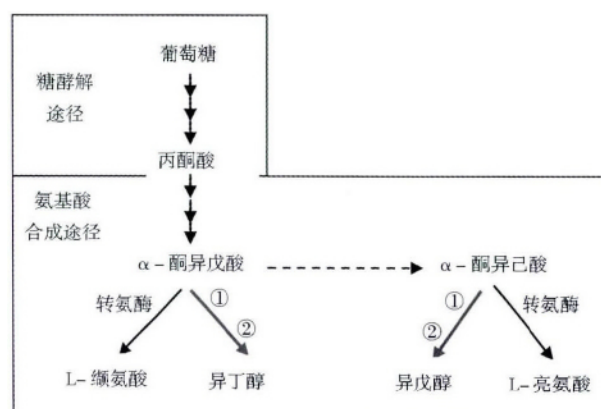 葡萄糖
糖酵解
途径
丙酮酸
氨基酸
合成途径
α-酮异戊酸
α-酮异己酸
转氨酶
①
①
转氨酶
②
②
L-缬氨酸
异丁醇
异戊醇
L-亮氨酸